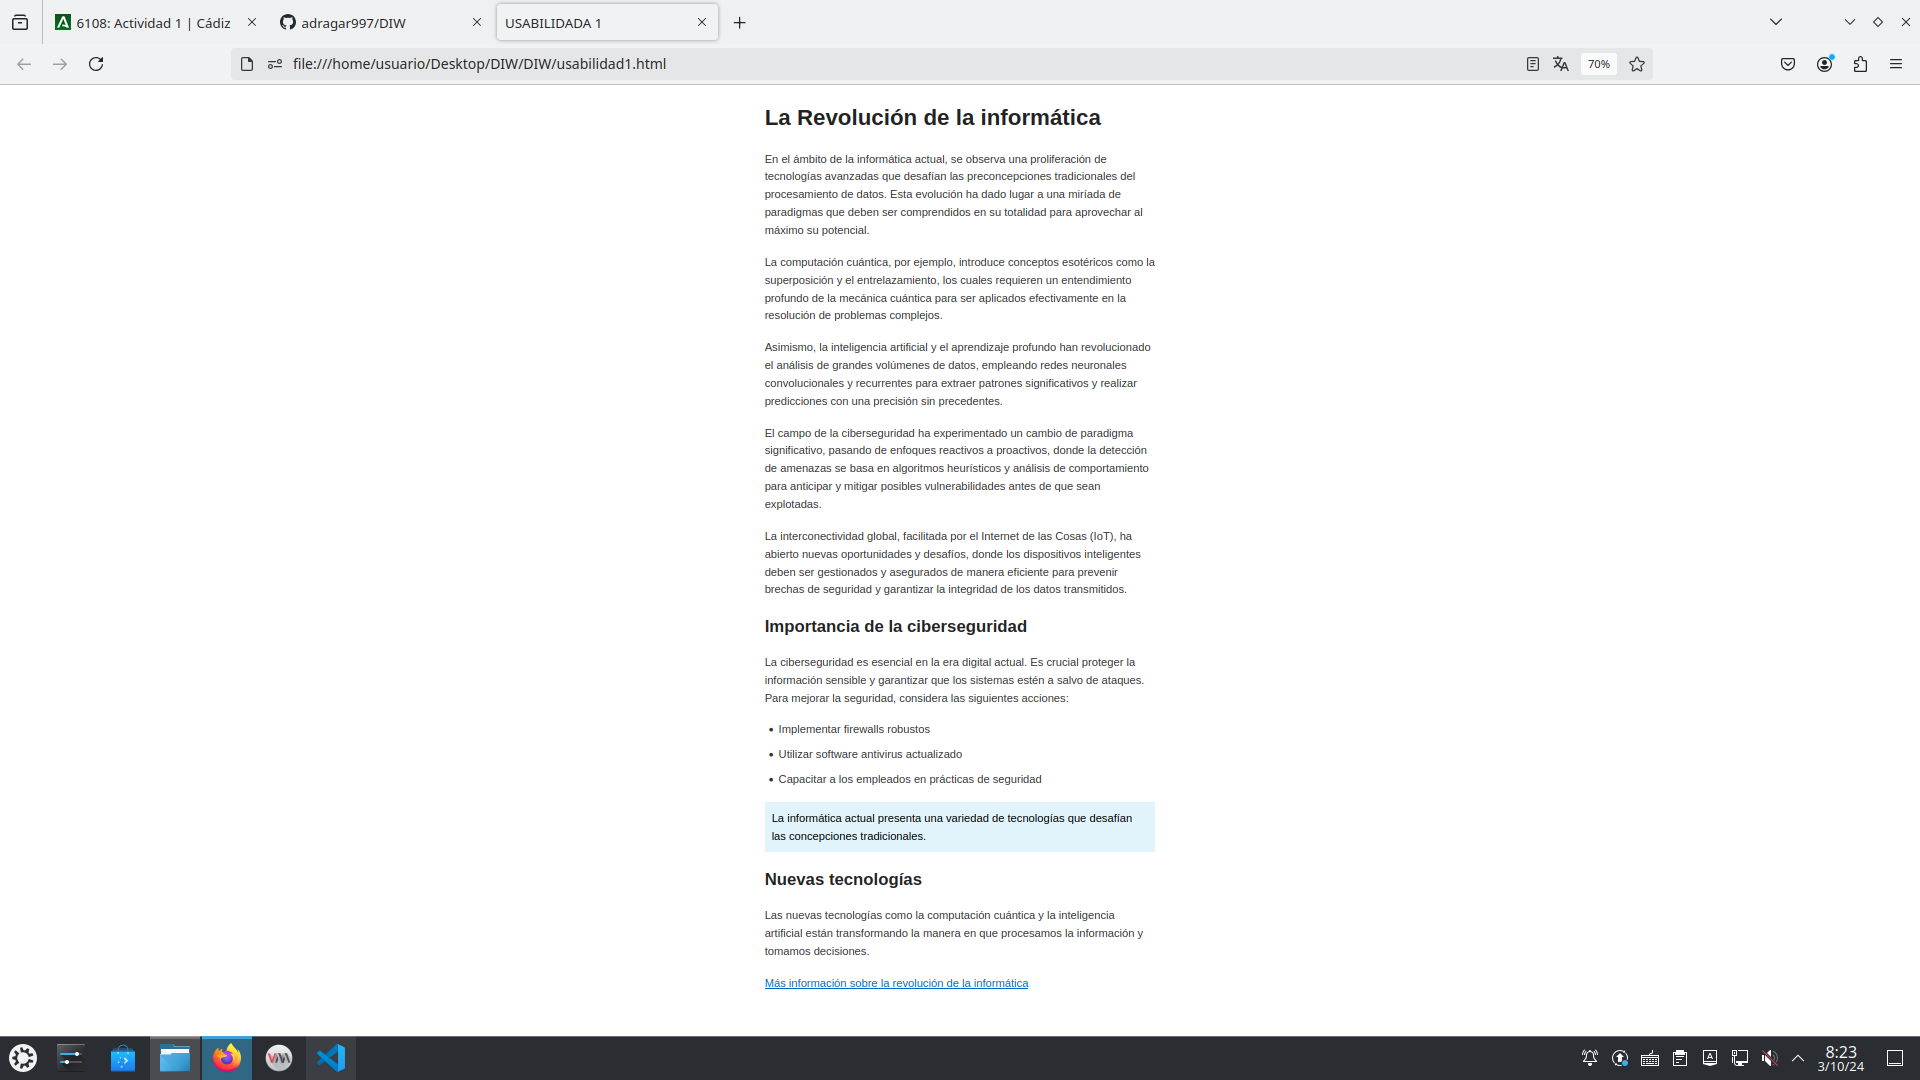 6108: Actividad 1 | Cádiz
adragar997/DIW
USABILIDADA 1
file:///home/usuario/Desktop/DIW/DIW/usabilidad1.html
70%
La Revolución de la informática
En el ámbito de la informática actual, se observa una proliferación de
tecnologías avanzadas que desafían las preconcepciones tradicionales del
procesamiento de datos. Esta evolución ha dado lugar a una miríada de
paradigmas que deben ser comprendidos en su totalidad para aprovechar al
máximo su potencial.
La computación cuántica, por ejemplo, introduce conceptos esotéricos como la
superposición y el entrelazamiento, los cuales requieren un entendimiento
profundo de la mecánica cuántica para ser aplicados efectivamente en la
resolución de problemas complejos.
Asimismo, la inteligencia artificial y el aprendizaje profundo han revolucionado
el análisis de grandes volúmenes de datos, empleando redes neuronales
convolucionales y recurrentes para extraer patrones significativos y realizar
predicciones con una precisión sin precedentes.
El campo de la ciberseguridad ha experimentado un cambio de paradigma
significativo, pasando de enfoques reactivos a proactivos, donde la detección
de amenazas se basa en algoritmos heurísticos y análisis de comportamiento
para anticipar y mitigar posibles vulnerabilidades antes de que sean
explotadas.
La interconectividad global, facilitada por el Internet de las Cosas (IoT), ha
abierto nuevas oportunidades y desafíos, donde los dispositivos inteligentes
deben ser gestionados y asegurados de manera eficiente para prevenir
brechas de seguridad y garantizar la integridad de los datos transmitidos.
Importancia de la ciberseguridad
La ciberseguridad es esencial en la era digital actual. Es crucial proteger la
información sensible y garantizar que los sistemas estén a salvo de ataques.
Para mejorar la seguridad, considera las siguientes acciones:
• Implementar firewalls robustos
• Utilizar software antivirus actualizado
• Capacitar a los empleados en prácticas de seguridad
La informática actual presenta una variedad de tecnologías que desafían
las concepciones tradicionales.
Nuevas tecnologías
Las nuevas tecnologías como la computación cuántica y la inteligencia
artificial están transformando la manera en que procesamos la información y
tomamos decisiones.
Más información sobre la revolución de la informática
8:23
3/10/24